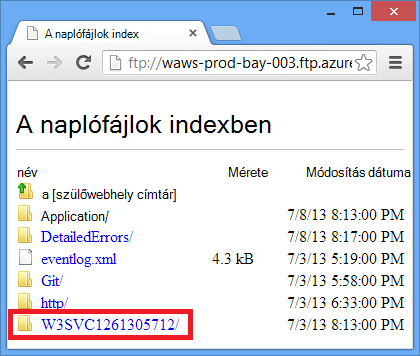 A naplófájlok index
ftp://waws-prod-bay-003.ftp.azure
A naplófájlok indexben
név Mérete Módosítás dátuma
a [szülőwebhely címtár]
Application/ 7/8/13 8:13:00 PM
DetailedErrors/ 7/8/13 8:17:00 PM
eventlog.xml 4.3 kB 7/3/13 5:19:00 PM
Git/ 7/3/13 5:58:00 PM
http/ 7/3/13 6:33:00 PM
W3SVC1261305712/ 7/3/13 8:13:00 PM